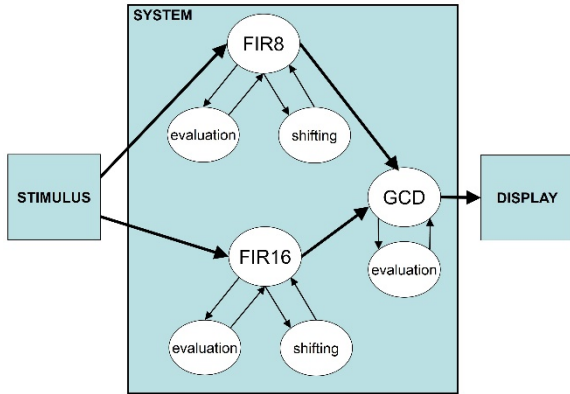 SYSTEM
FIR8
evaluation
shifting
STIMULUS
GCD
DISPLAY
FIR16
evaluation
evaluation
shifting